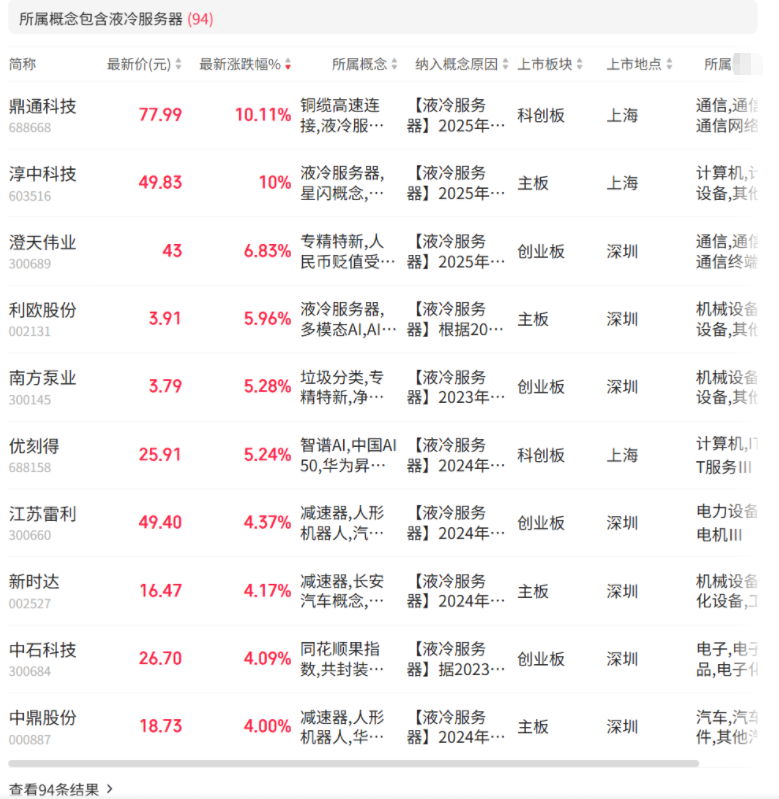 所属概念包含液冷服务器 (94)
简称 最新价(元) 最新涨跌幅% 所属概念 纳入概念原因 上市板块 上市地点 所属
鼎通科技 77.99 10.11% 铜缆高速连 【液冷服务 科创板 上海 通信,通信
688668 接,液冷服… 器】2025年… 通信网络
淳中科技 49.83 10% 液冷服务器, 【液冷服务 主板 上海 计算机,计
603516 星闪概念,… 器】2025年… 设备,其他
澄天伟业 43 6.83% 专精特新,人 【液冷服务 创业板 深圳 通信,通信
300689 民币贬值受… 器】2025年… 通信终端
利欧股份 3.91 5.96% 液冷服务器, 【液冷服务 主板 深圳 机械设备
002131 多模态AI,AI… 器】根据20… 设备,其他
南方泵业 3.79 5.28% 垃圾分类,专 【液冷服务 创业板 深圳 机械设备
300145 精特新,净… 器】2023年… 设备,其他
优刻得 25.91 5.24% 智谱AI,中国AI 【液冷服务 科创板 上海 计算机,IT
688158 50,华为昇… 器】2024年… T服务III
江苏雷利 49.40 4.37% 减速器,人形 【液冷服务 创业板 深圳 电力设备
300660 机器人,汽… 器】2024年… 电机III
新时达 16.47 4.17% 减速器,长安 【液冷服务 主板 深圳 机械设备
002527 汽车概念,… 器】2024年… 化设备,工
中石科技 26.70 4.09% 同花顺果指 【液冷服务 创业板 深圳 电子,电子
300684 数,共封装… 器】据2023… 品,电子化
中鼎股份 18.73 4.00% 减速器,人形 【液冷服务 主板 深圳 汽车,汽车
000887 机器人,华… 器】2024年… 件,其他汽
查看94条结果 >